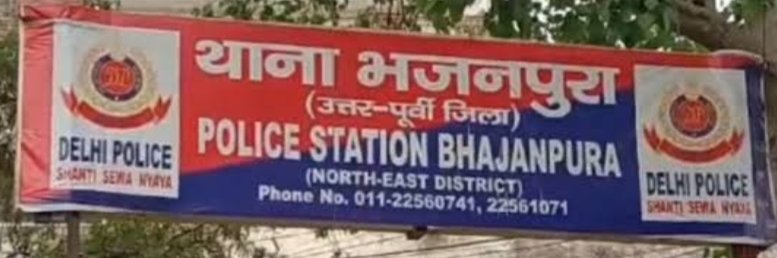 थाना भजनपुरा
(उत्तर-पूर्वी जिला)
POLICE STATION BHAJANPURA
(NORTH-EAST DISTRICT)
Phone No. 011-22560741, 22561071
DELHI POLICE
SHANTI SEWA NYAYA
DELHI POLICE
SHANTI SEWA NYAYA